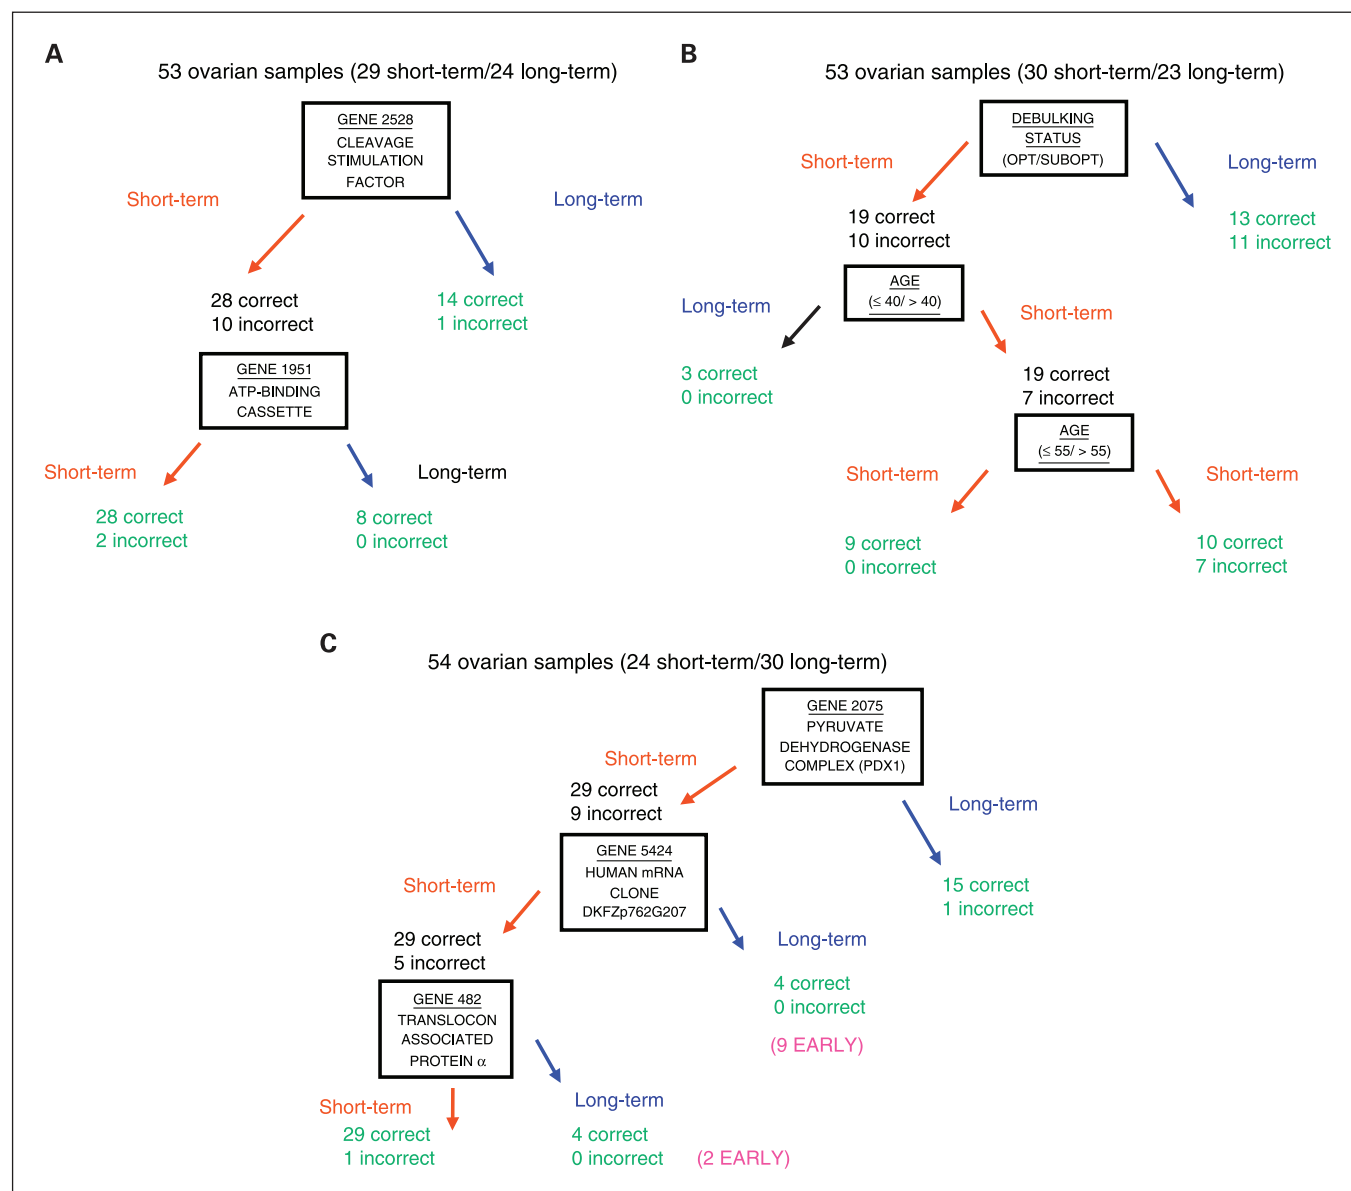 A
53 ovarian samples (29 short-term/24 long-term)
GENE 2528
CLEAVAGE
STIMULATION
FACTOR
Short-term
Long-term
28 correct
10 incorrect
14 correct
1 incorrect
GENE 1951
ATP-BINDING
CASSETTE
Short-term
Long-term
28 correct
2 incorrect
8 correct
0 incorrect
B
53 ovarian samples (30 short-term/23 long-term)
DEBULKING
STATUS
(OPT/SUBOPT)
Short-term
Long-term
19 correct
10 incorrect
13 correct
11 incorrect
AGE
(≤ 40/ > 40)
Long-term
Short-term
3 correct
0 incorrect
19 correct
7 incorrect
AGE
(≤ 55/ > 55)
Short-term
Short-term
9 correct
0 incorrect
10 correct
7 incorrect
C
54 ovarian samples (24 short-term/30 long-term)
GENE 2075
PYRUVATE
DEHYDROGENASE
COMPLEX (PDX1)
Short-term
Long-term
29 correct
9 incorrect
15 correct
1 incorrect
GENE 5424
HUMAN mRNA
CLONE
DKFZp762G207
Short-term
Long-term
29 correct
5 incorrect
4 correct
0 incorrect
(9 EARLY)
GENE 482
TRANSLOCON
ASSOCIATED
PROTEIN α
Short-term
Long-term
29 correct
1 incorrect
4 correct
0 incorrect
(2 EARLY)